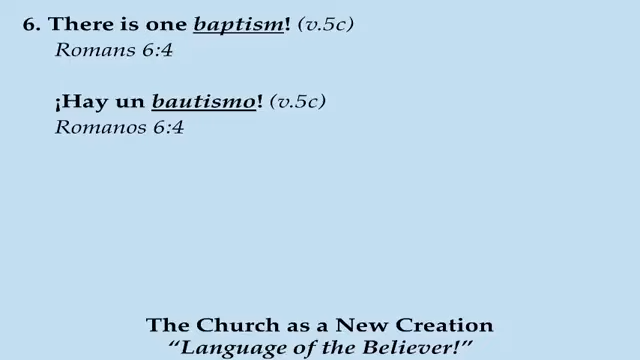 6. There is one baptism! (v.5c)
Romans 6:4
¡Hay un bautismo! (v.5c)
Romanos 6:4
The Church as a New Creation
“Language of the Believer!”